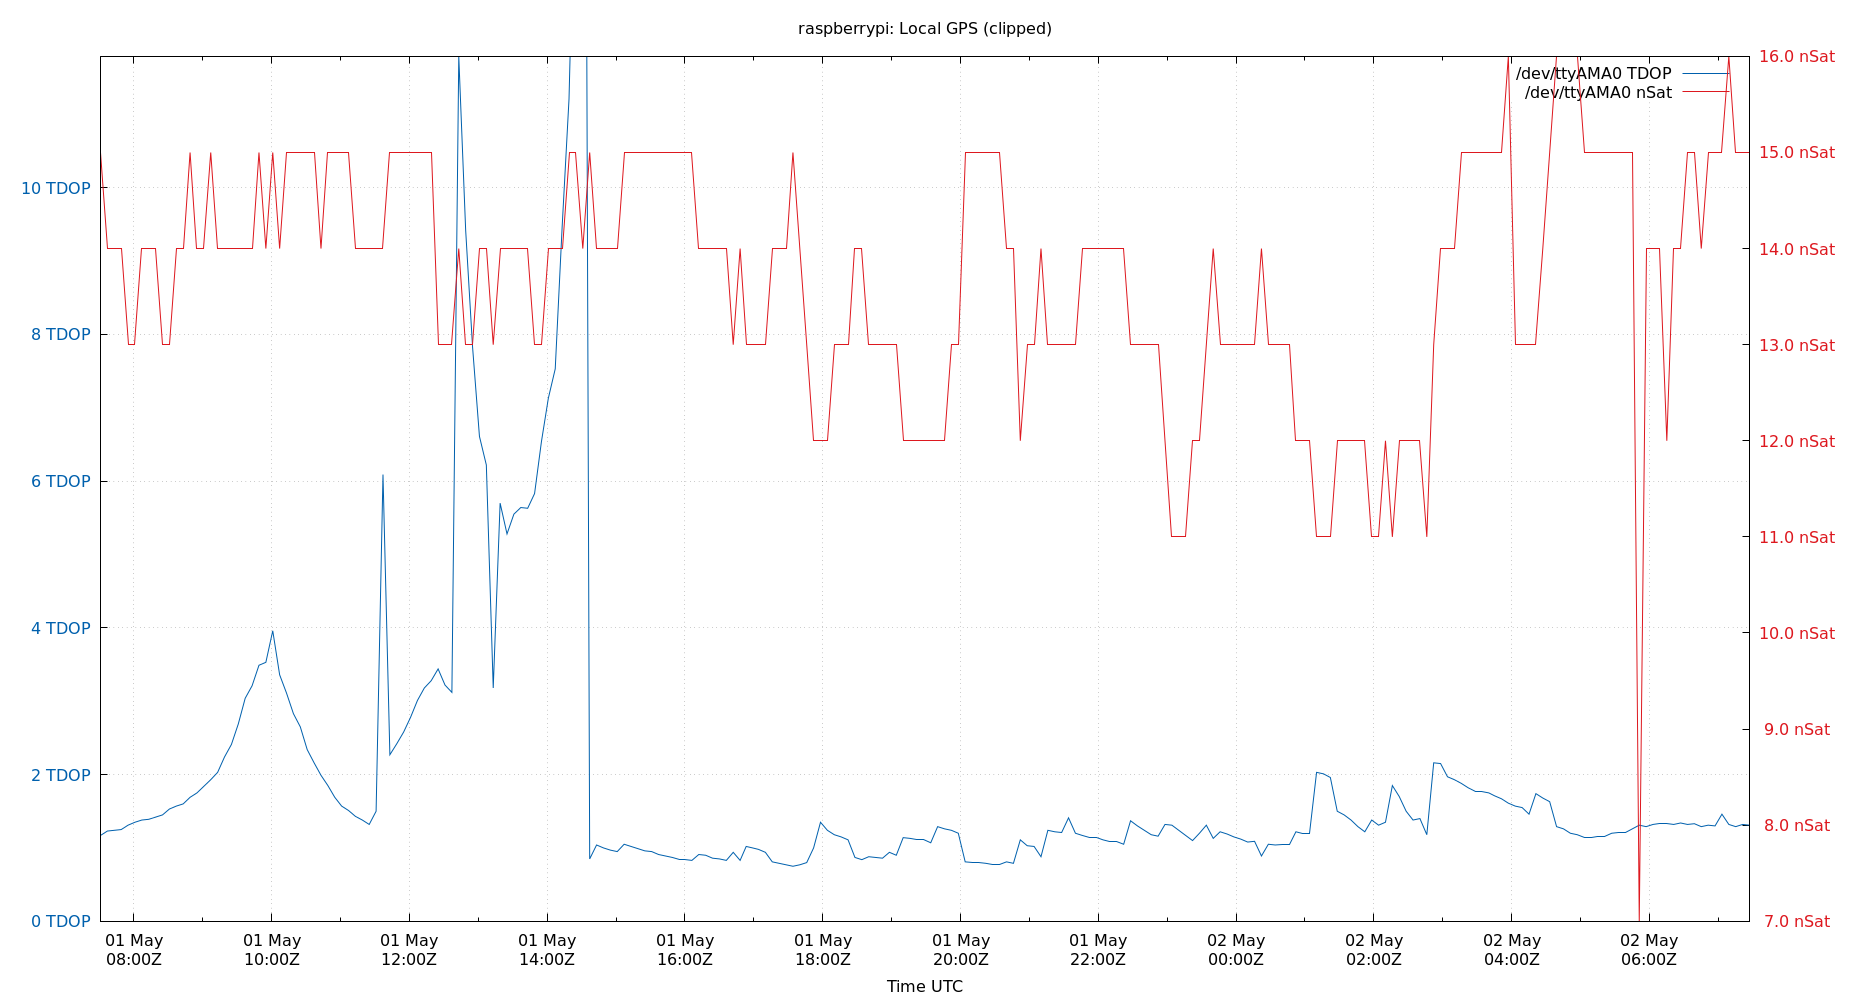 raspberrypi: Local GPS (clipped)
/dev/ttyAMA0 TDOP
/dev/ttyAMA0 nSat
10 TDOP
8 TDOP
6 TDOP
4 TDOP
2 TDOP
0 TDOP
16.0 nSat
15.0 nSat
14.0 nSat
13.0 nSat
12.0 nSat
11.0 nSat
10.0 nSat
9.0 nSat
8.0 nSat
7.0 nSat
01 May 01 May 01 May 01 May 01 May 01 May 01 May 01 May 02 May 02 May 02 May 02 May
08:00Z 10:00Z 12:00Z 14:00Z 16:00Z 18:00Z 20:00Z 22:00Z 00:00Z 02:00Z 04:00Z 06:00Z
Time UTC